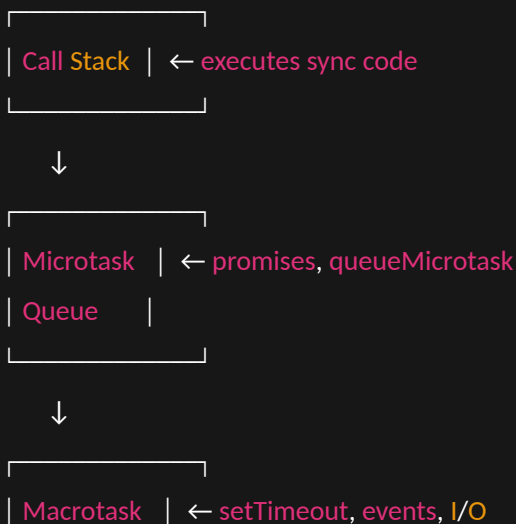 ┌─────────────┐
│ Call Stack │ ← executes sync code
└─────────────┘
↓
┌─────────────┐
│ Microtask │ ← promises, queueMicrotask
│ Queue │
└─────────────┘
↓
┌─────────────┐
│ Macrotask │ ← setTimeout, events, I/O